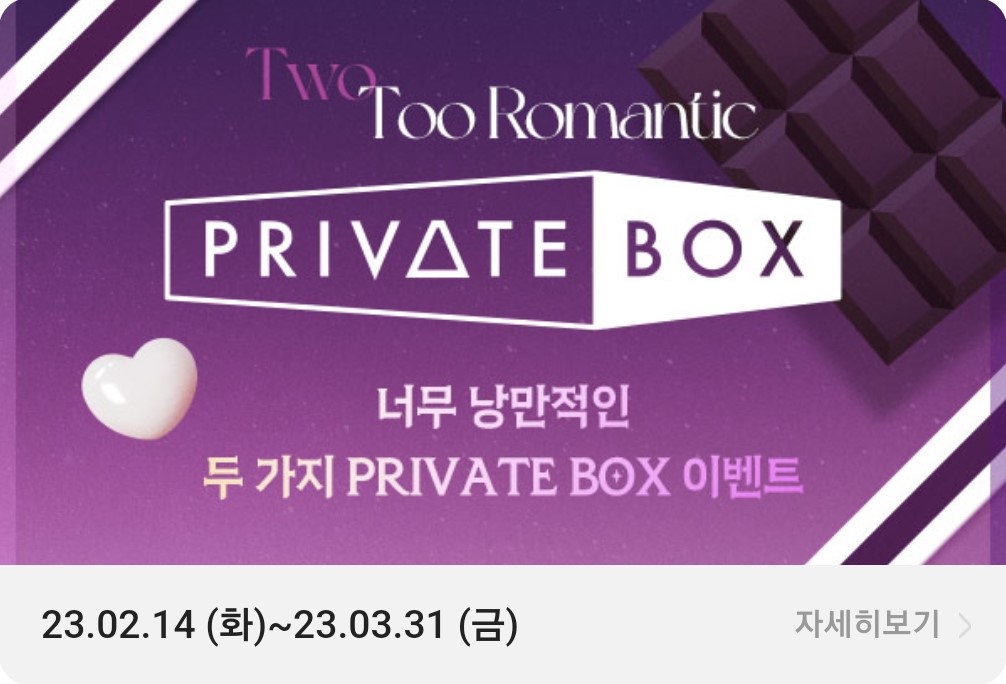 Two
Too Romantic
PRIVATE BOX
너무 낭만적인
두 가지 PRIVATE BOX 이벤트
23.02.14 (화)~23.03.31 (금)
자세히보기